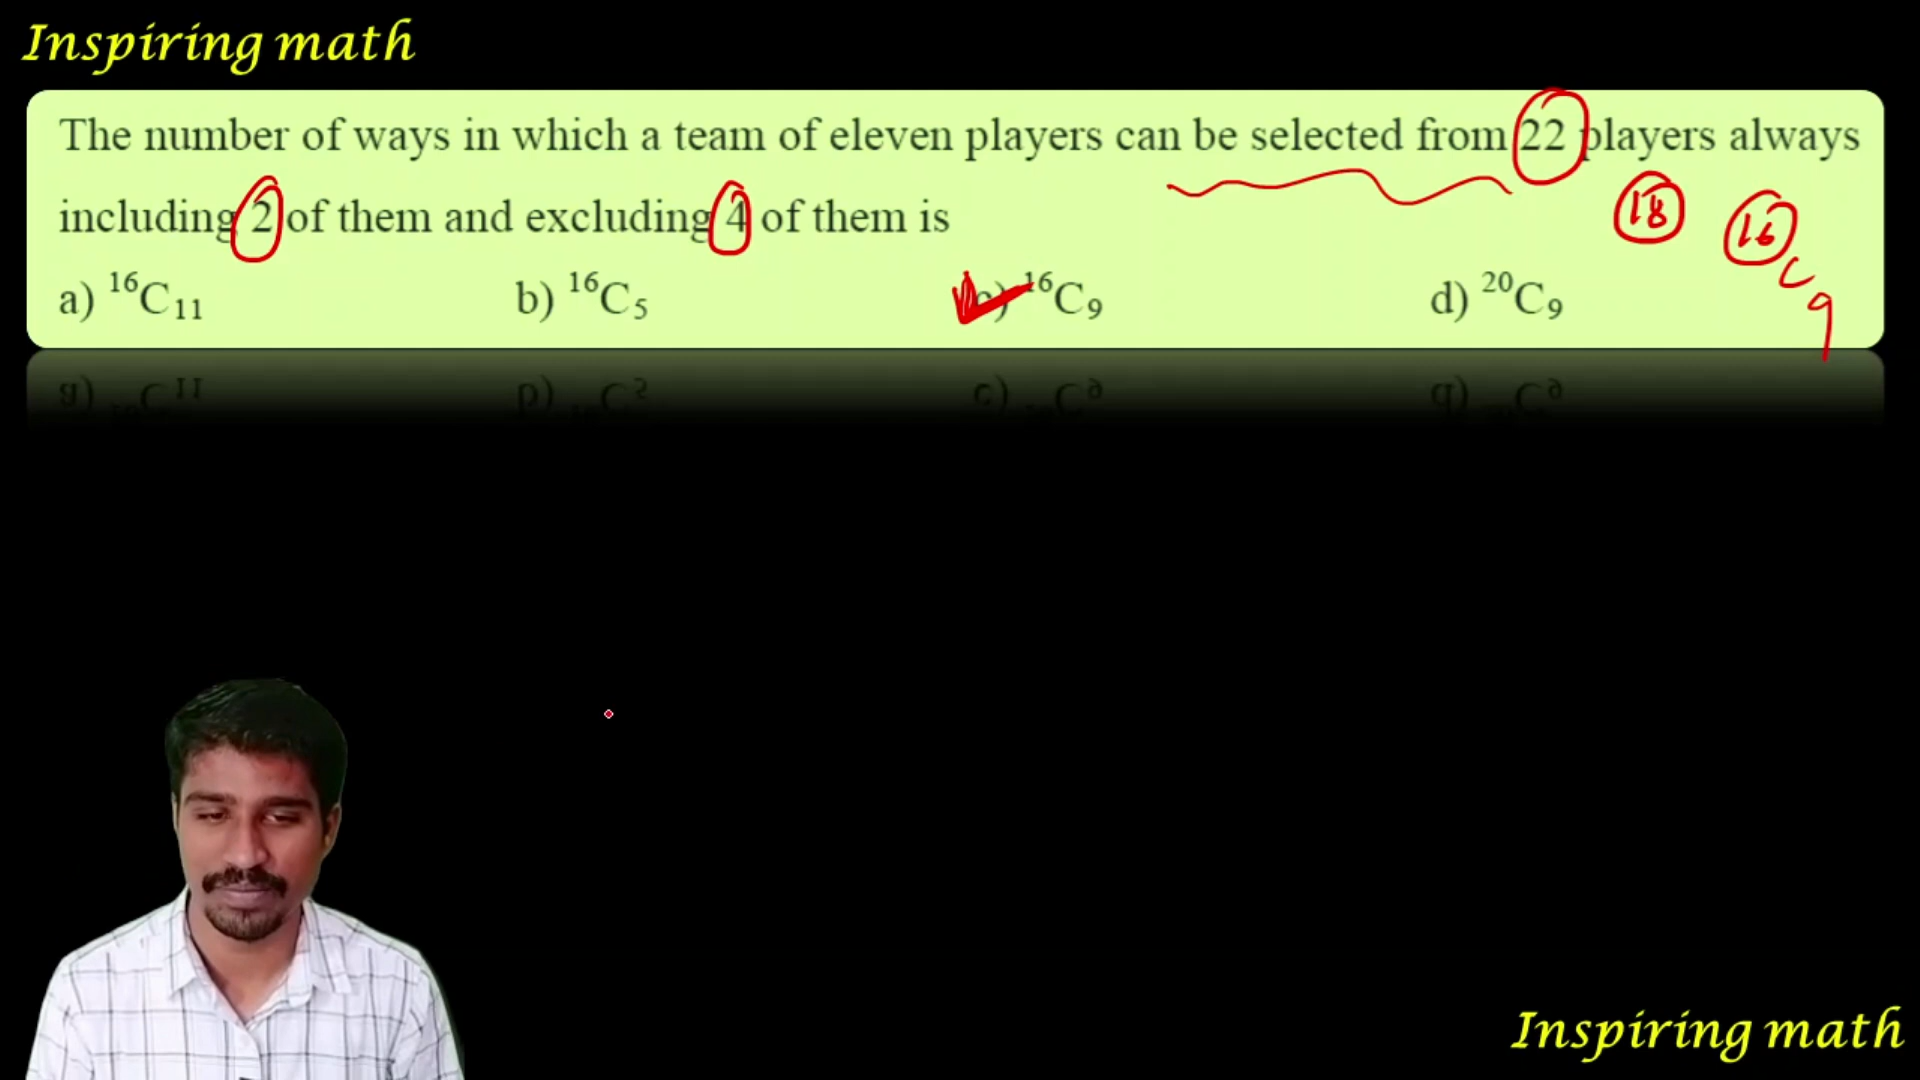 Inspiring math
The number of ways in which a team of eleven players can be selected from 22 players always
18 16
including 2 of them and excluding 4 of them is
C
9
a) ¹⁶C₁₁ b) ¹⁶C₅ c) ¹⁶C₉ d) ²⁰C₉
Inspiring math